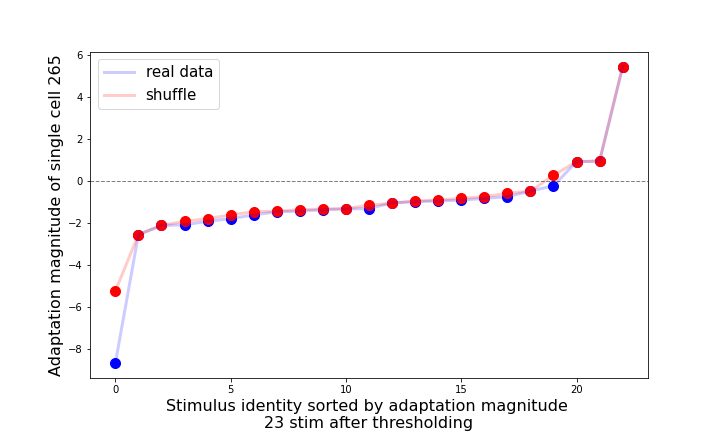 real data
shuffle
Adaptation magnitude of single cell 265
6
4
2
0
−2
−4
−6
−8
0
5
10
15
20
Stimulus identity sorted by adaptation magnitude
23 stim after thresholding